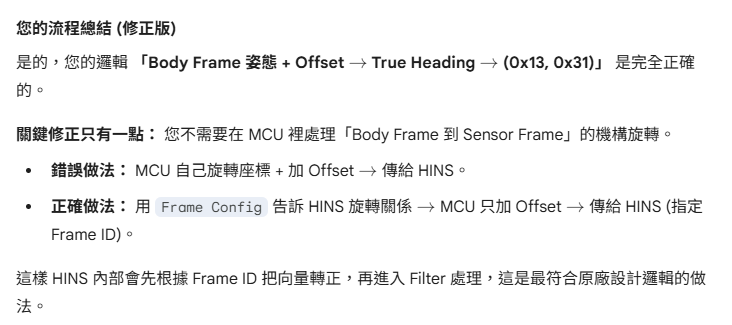 您的流程總結 (修正版)
是的，您的邏輯 「Body Frame 姿態 + Offset → True Heading → (0x13, 0x31)」 是完全正確
的。
關鍵修正只有一點： 您不需要在 MCU 裡處理「Body Frame 到 Sensor Frame」的機構旋轉。
• 錯誤做法： MCU 自己旋轉座標 + 加 Offset → 傳給 HINS。
• 正確做法： 用 Frame Config 告訴 HINS 旋轉關係 → MCU 只加 Offset → 傳給 HINS (指定
Frame ID)。
這樣 HINS 內部會先根據 Frame ID 把向量轉正，再進入 Filter 處理，這是最符合原廠設計邏輯的做
法。